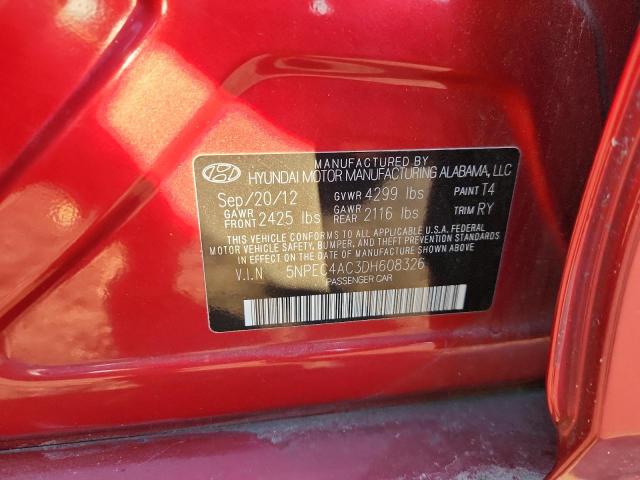 MANUFACTURED BY
HYUNDAI MOTOR MANUFACTURING ALABAMA, LLC
Sep/20/12 GVWR 4299 lbs PAINT T4
GAWR FRONT 2425 lbs GAWR REAR 2116 lbs TRIM RY
THIS VEHICLE CONFORMS TO ALL APPLICABLE U.S.A. FEDERAL
MOTOR VEHICLE SAFETY, BUMPER, AND THEFT PREVENTION STANDARDS
IN EFFECT ON THE DATE OF MANUFACTURE SHOWN ABOVE
V.I.N 5NPEC4AC3DH608326
PASSENGER CAR